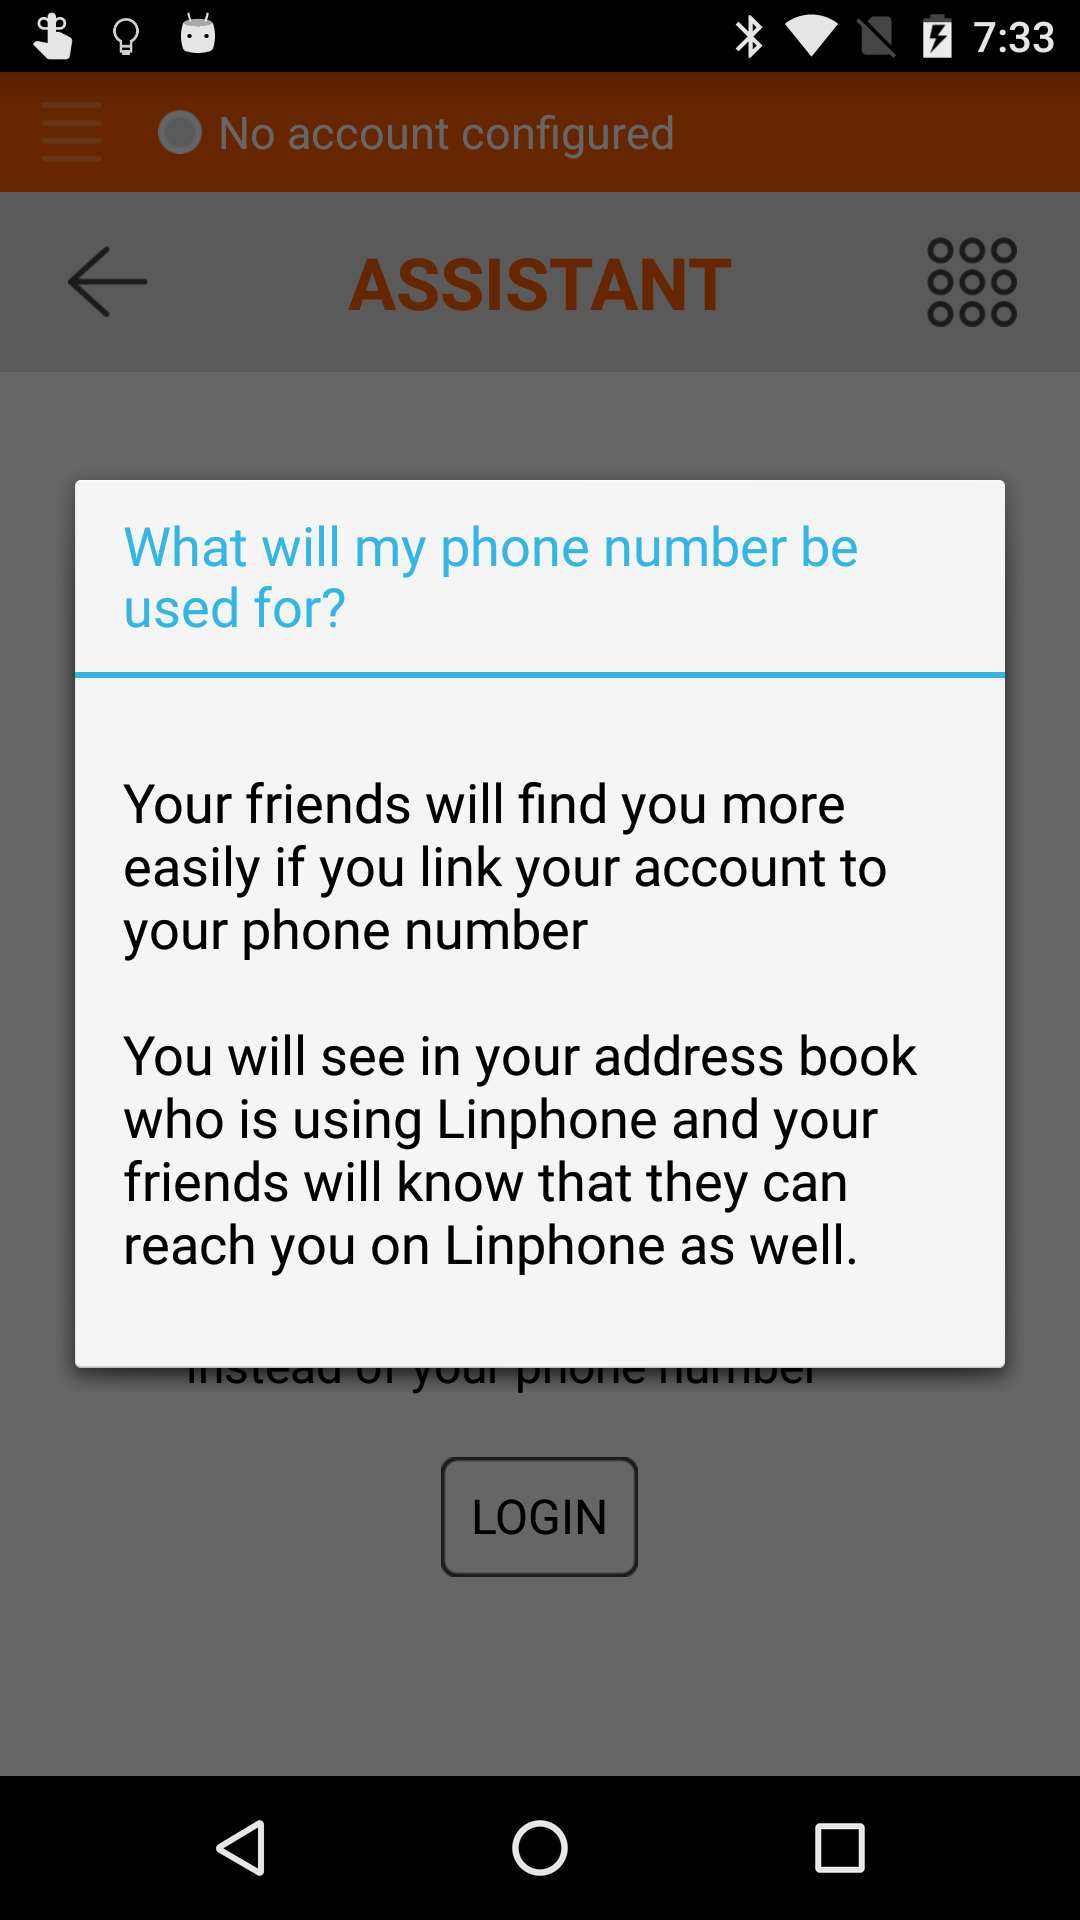 7:33
No account configured
ASSISTANT
What will my phone number be
used for?
Your friends will find you more
easily if you link your account to
your phone number
You will see in your address book
who is using Linphone and your
friends will know that they can
reach you on Linphone as well.
instead of your phone number
LOGIN